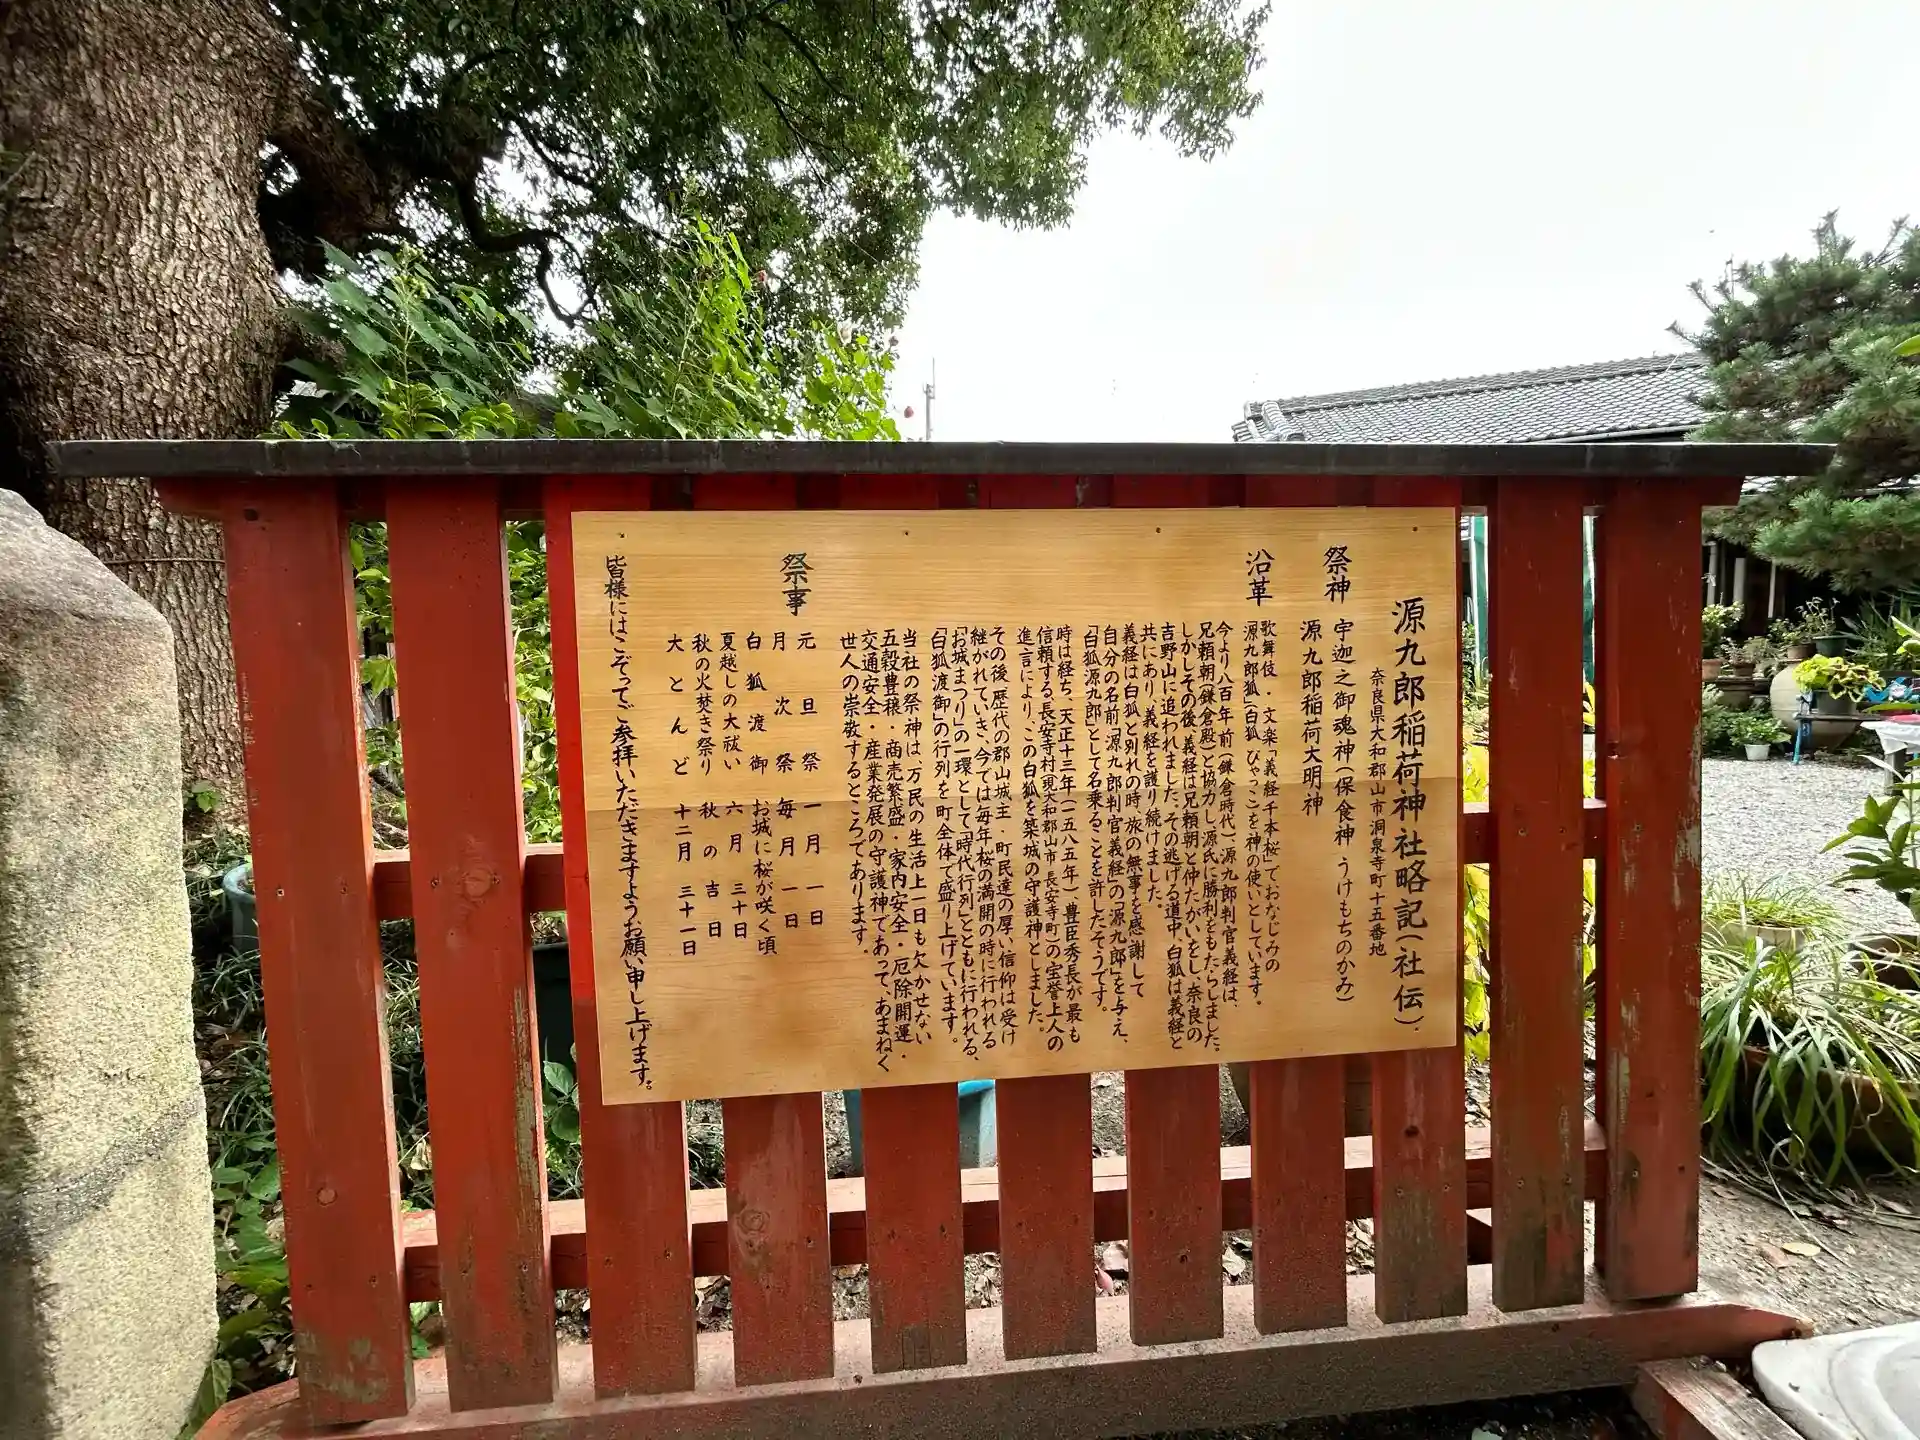 源九郎稲荷神社略記(社伝)
奈良県大和郡山市洞泉寺町十五番地
祭神 宇迦之御魂神(保食神 うけもちのかみ)
源九郎稲荷大明神
沿革
歌舞伎・文楽「義経千本桜」でおなじみの
源九郎狐」(白狐 びゃっこ)を神の使いとしています。
今より八百年前(鎌倉時代)、源九郎判官義経は、
兄頼朝(鎌倉殿)と協力し、源氏に勝利をもたらしました。
しかしその後、義経は兄頼朝と仲たがいをし、奈良の
吉野山に追われました。その逃げる道中、白狐は義経と
共にあり、義経を護り続けました。
義経は白狐と別れの時、旅の無事を感謝して
自分の名前「源九郎判官義経」の「源九郎」を与え、
「白狐源九郎」として名乗ることを許したそうです。
時は経ち、天正十三年(一五八五年)豊臣秀長が最も
信頼する長安寺村(現大和郡山市 長安寺町)の宝誉上人の
進言により、この白狐を築城の守護神としました。
その後、歴代の郡山城主・町民達の厚い信仰は受け
継がれていき、今では毎年桜の満開の時に行われる
「お城まつり」の一環として「時代行列」とともに行われる、
「白狐渡御」の行列を町全体で盛り上げています。
当社の祭神は、万民の生活上一日も欠かせない
五穀豊穣・商売繁盛・家内安全・厄除開運・
交通安全・産業発展の守護神であって、あまねく
世人の崇敬するところであります。
祭事
元旦祭 一月一日
月次祭 毎月一日
白狐渡御 お城に桜が咲く頃
夏越しの大祓い 六月三十日
秋の火焚き祭り 秋の吉日
大とんど 十二月三十一日
皆様にはこぞってご参拝いただきますようお願い申し上げます。